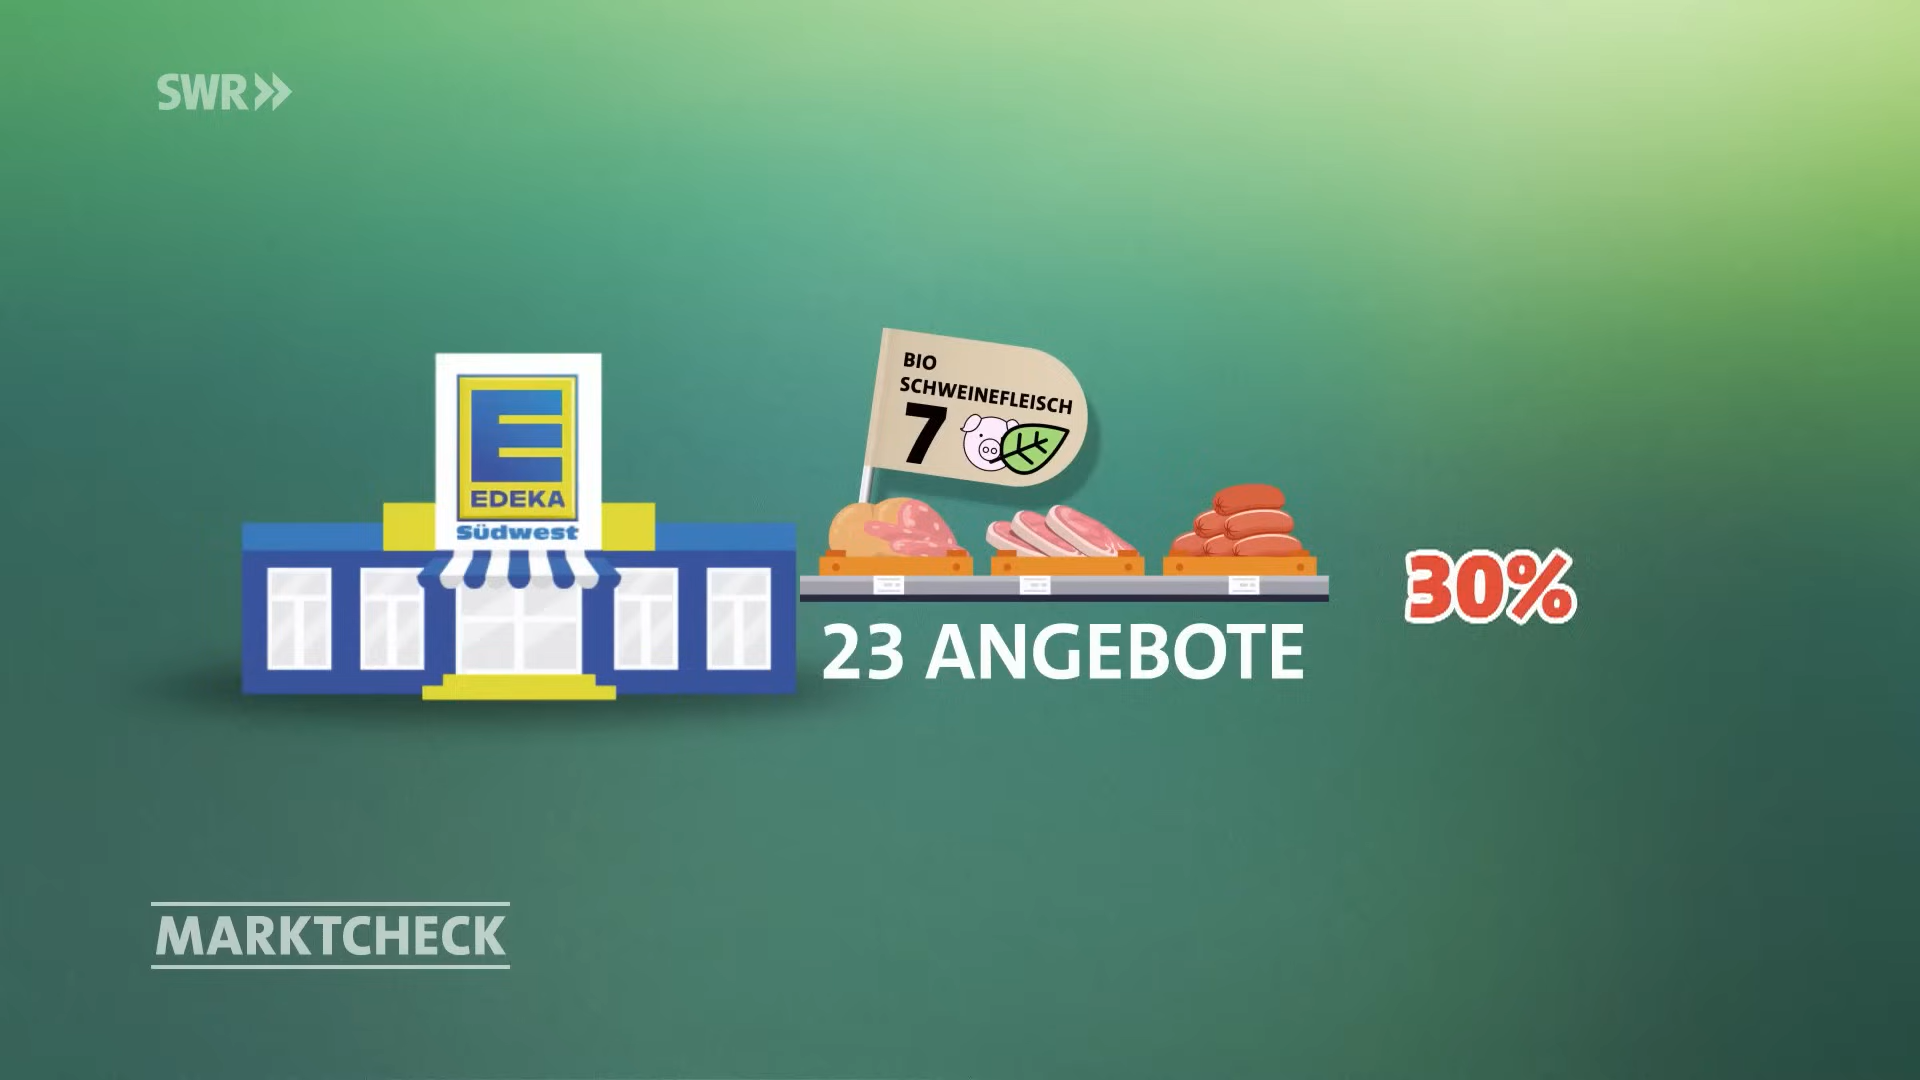 SWR
E
EDEKA
Südwest
BIO
SCHWEINEFLEISCH
7
23 ANGEBOTE
30%
MARKTCHECK